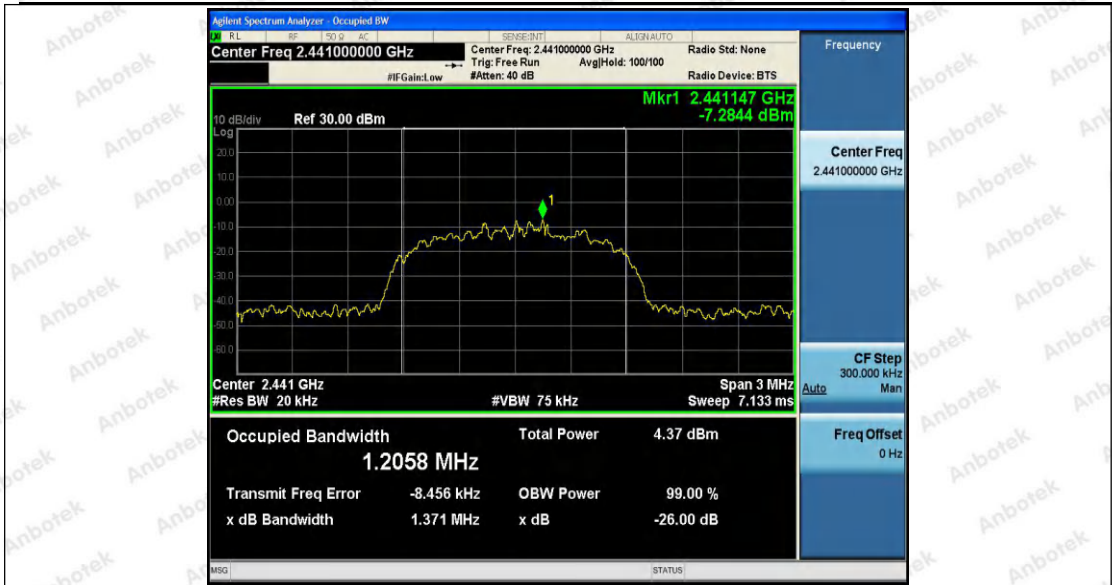 Agilent Spectrum Analyzer - Occupied BW
RL RF 50 Ω AC SENSE:INT ALIGN AUTO
Center Freq 2.441000000 GHz
Center Freq: 2.441000000 GHz Radio Std: None
Trig: Free Run Avg|Hold: 100/100
#IFGain:Low #Atten: 40 dB Radio Device: BTS
Mkr1 2.441147 GHz
-7.2844 dBm
10 dB/div Ref 30.00 dBm
Log
20.0
10.0
0.00
-10.0
-20.0
-30.0
-40.0
-50.0
-60.0
1
Center 2.441 GHz Span 3 MHz
#Res BW 20 kHz #VBW 75 kHz Sweep 7.133 ms
Occupied Bandwidth Total Power 4.37 dBm
1.2058 MHz
Transmit Freq Error -8.456 kHz OBW Power 99.00 %
x dB Bandwidth 1.371 MHz x dB -26.00 dB
MSG STATUS
Frequency
Center Freq
2.441000000 GHz
CF Step
300.000 kHz
Auto Man
Freq Offset
0 Hz
Anbotek